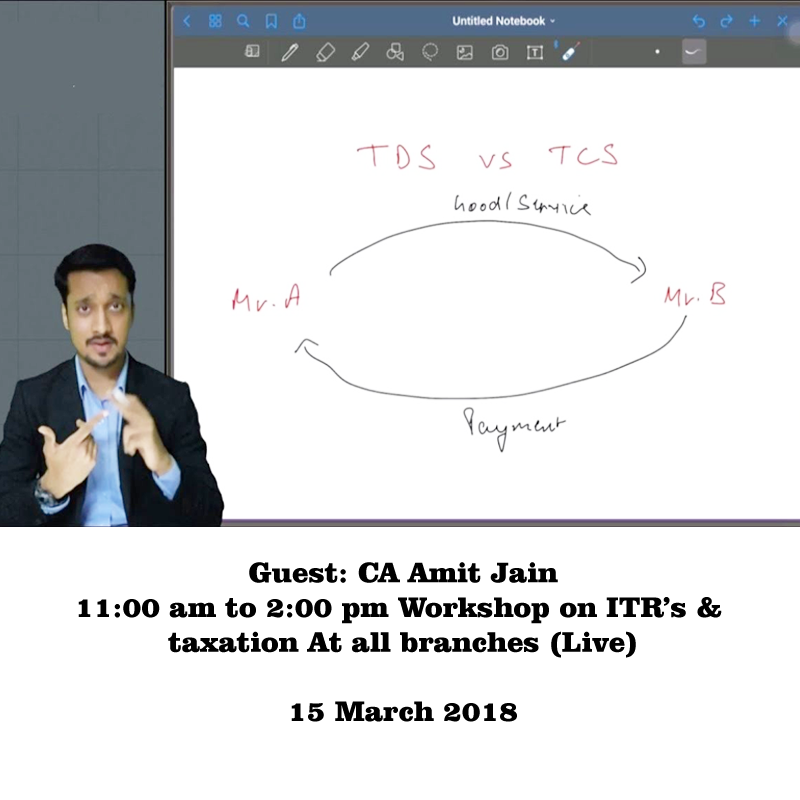 Untitled Notebook
TDS vs TCS
Good/Service
Mr. A
Mr. B
Payment
Guest: CA Amit Jain
11:00 am to 2:00 pm Workshop on ITR's &
taxation At all branches (Live)
15 March 2018